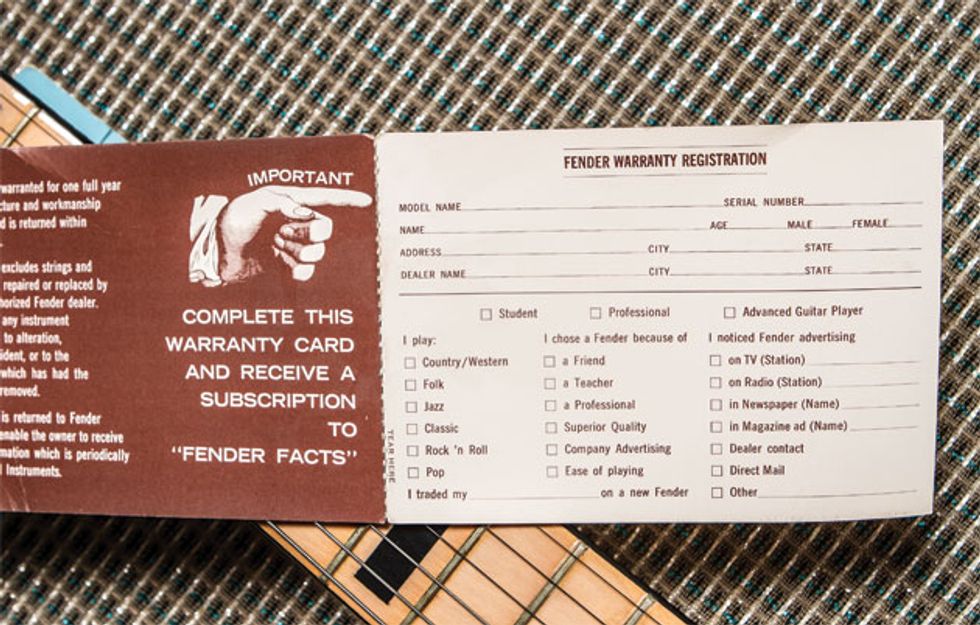 warranted for one full year
cture and workmanship
d is returned within
excludes strings and
repaired or replaced by
horized Fender dealer.
any instrument
to alteration,
ident, or to the
which has had the
removed.
is returned to Fender
enable the owner to receive
mation which is periodically
l Instruments.
IMPORTANT
COMPLETE THIS
WARRANTY CARD
AND RECEIVE A
SUBSCRIPTION
TO
"FENDER FACTS"
TEAR HERE
FENDER WARRANTY REGISTRATION
MODEL NAME SERIAL NUMBER
NAME AGE MALE FEMALE
ADDRESS CITY STATE
DEALER NAME CITY STATE
Student Professional Advanced Guitar Player
I play:
Country/Western
Folk
Jazz
Classic
Rock 'n Roll
Pop
I chose a Fender because of
a Friend
a Teacher
a Professional
Superior Quality
Company Advertising
Ease of playing
I noticed Fender advertising
on TV (Station)
on Radio (Station)
in Newspaper (Name)
in Magazine ad (Name)
Dealer contact
Direct Mail
Other
I traded my on a new Fender